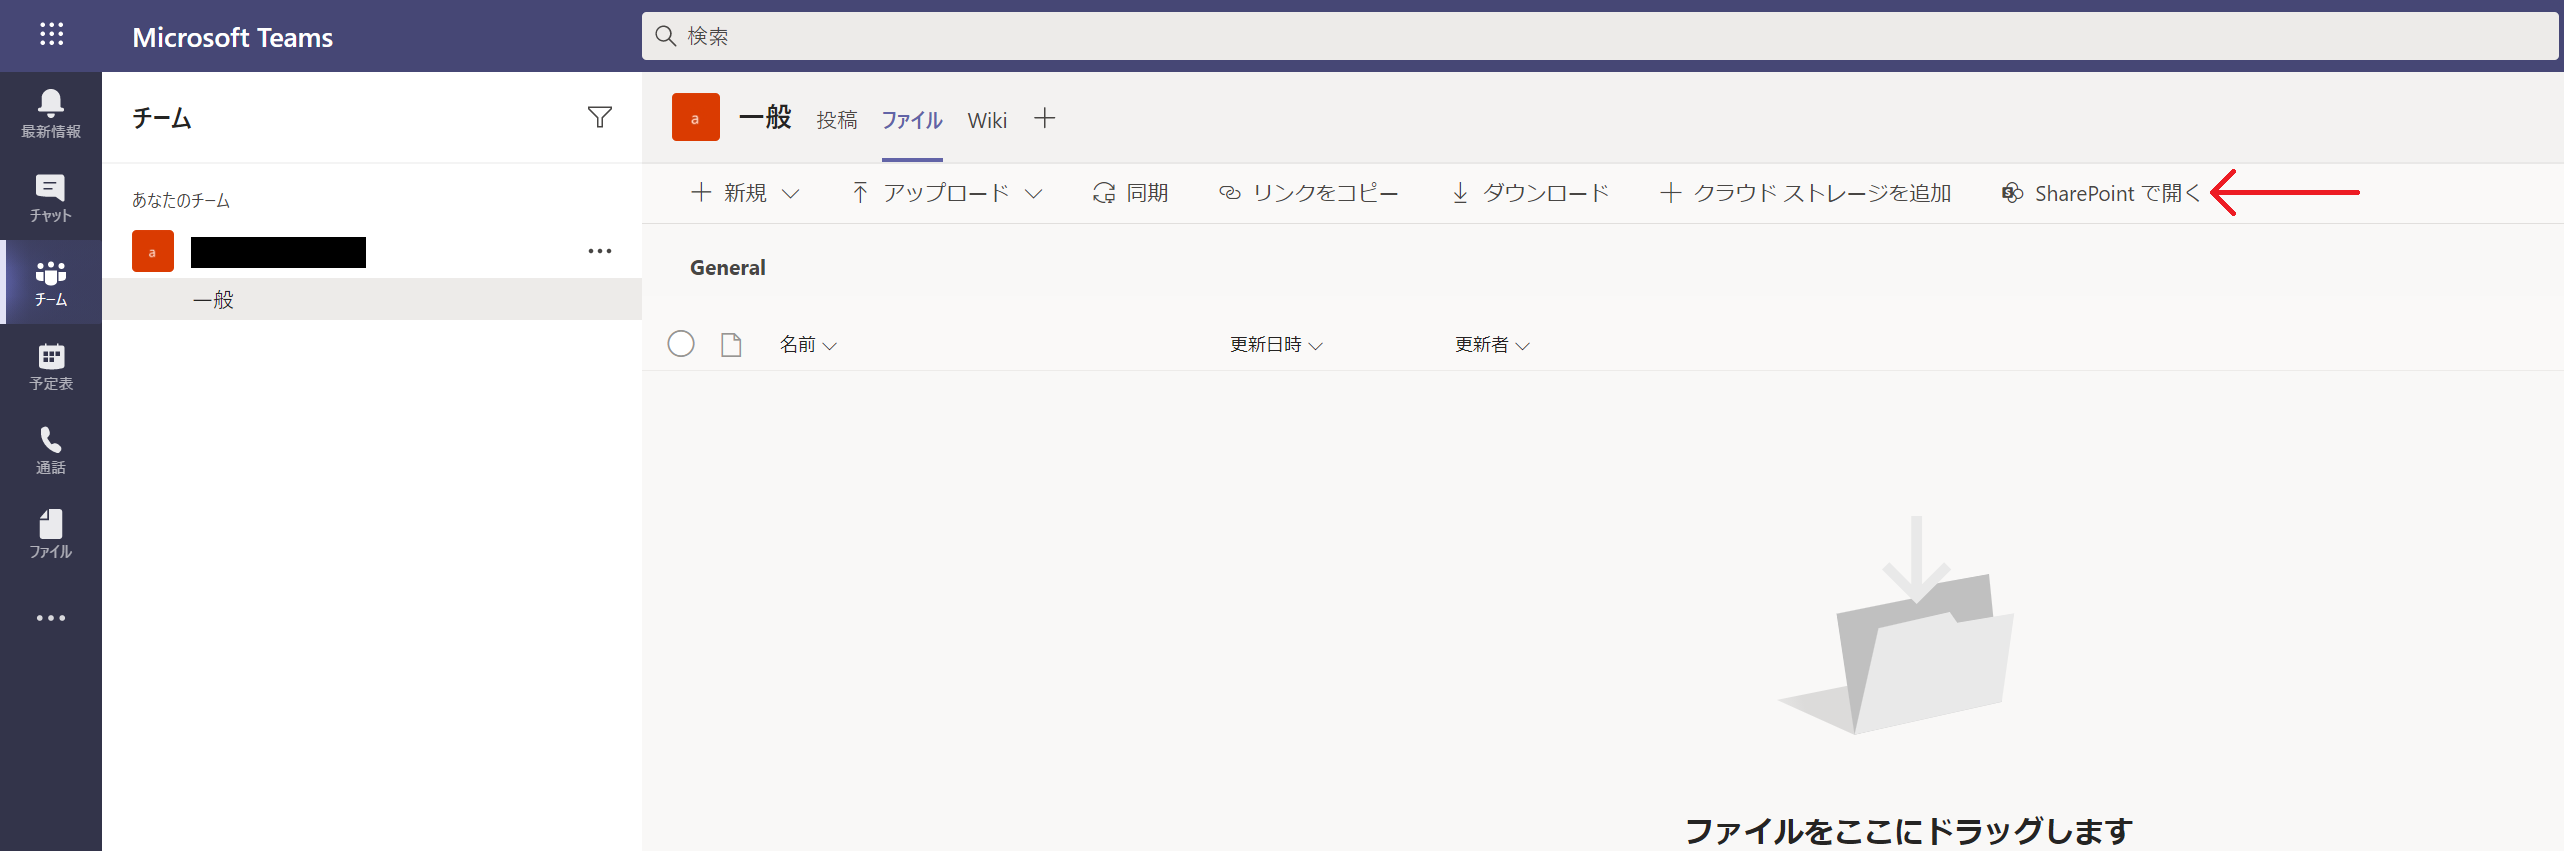 Microsoft Teams
検索
最新情報
チャット
チーム
予定表
通話
ファイル
チーム
あなたのチーム
a
一般
a 一般 投稿 ファイル Wiki
新規 アップロード 同期 リンクをコピー ダウンロード クラウド ストレージを追加 SharePoint で開く
General
名前 更新日時 更新者
ファイルをここにドラッグします